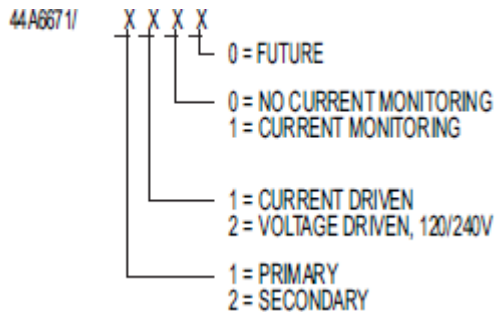 44A6671/ X X X X
0 = FUTURE
0 = NO CURRENT MONITORING
1 = CURRENT MONITORING
1 = CURRENT DRIVEN
2 = VOLTAGE DRIVEN, 120/240V
1 = PRIMARY
2 = SECONDARY